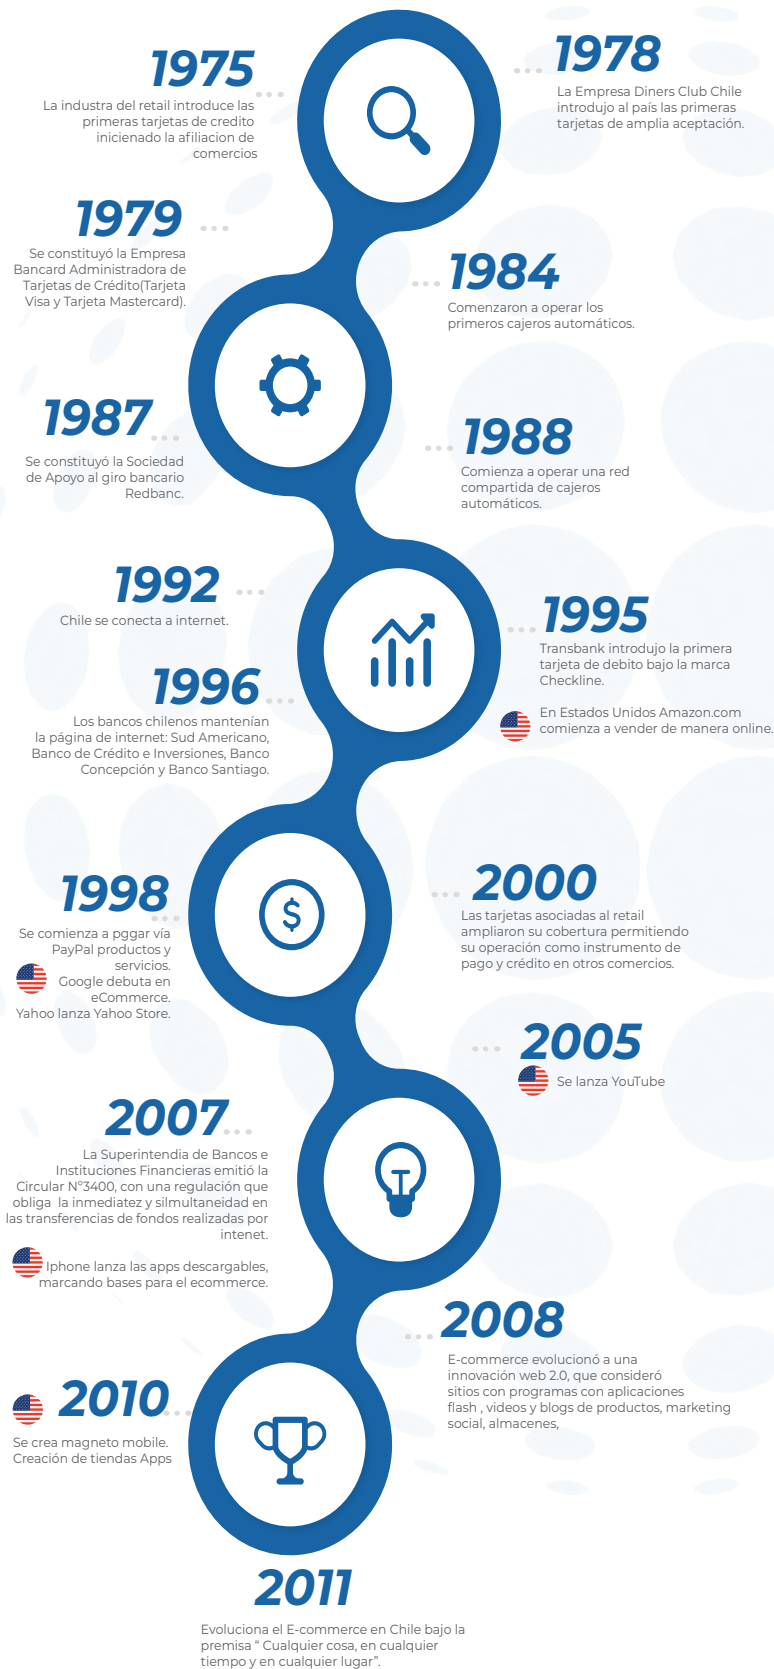 1975
La industra del retail introduce las
primeras tarjetas de credito
inicienado la afiliacion de
comercios
1978
La Empresa Diners Club Chile
introdujo al país las primeras
tarjetas de amplia aceptación.
1979
Se constituyó la Empresa
Bancard Administradora de
Tarjetas de Crédito(Tarjeta
Visa y Tarjeta Mastercard).
1984
Comenzaron a operar los
primeros cajeros automáticos.
1987
Se constituyó la Sociedad
de Apoyo al giro bancario
Redbanc.
1988
Comienza a operar una red
compartida de cajeros
automáticos.
1992
Chile se conecta a internet.
1995
Transbank introdujo la primera
tarjeta de debito bajo la marca
Checkline.
En Estados Unidos Amazon.com
comienza a vender de manera online.
1996
Los bancos chilenos mantenían
la página de internet: Sud Americano,
Banco de Crédito e Inversiones, Banco
Concepción y Banco Santiago.
1998
Se comienza a pggar vía
PayPal productos y
servicios.
Google debuta en
eCommerce.
Yahoo lanza Yahoo Store.
$
2000
Las tarjetas asociadas al retail
ampliaron su cobertura permitiendo
su operación como instrumento de
pago y crédito en otros comercios.
2005
Se lanza YouTube
2007
La Superintendia de Bancos e
Instituciones Financieras emitió la
Circular N°3400, con una regulación que
obliga  la inmediatez y silmultaneidad en
las transferencias de fondos realizadas por
intenet.
Iphone lanza las apps descargables,
marcando bases para el ecommerce.
2008
E-commerce evolucionó a una
innovación web 2.0, que consideró
sitios con programas con aplicaciones
flash , videos y blogs de productos, marketing
social, almacenes,
2010
Se crea magneto mobile.
Creación de tiendas Apps
2011
Evoluciona el E-commerce en Chile bajo la
premisa “ Cualquier cosa, en cualquier
tiempo y en cualquier lugar”.